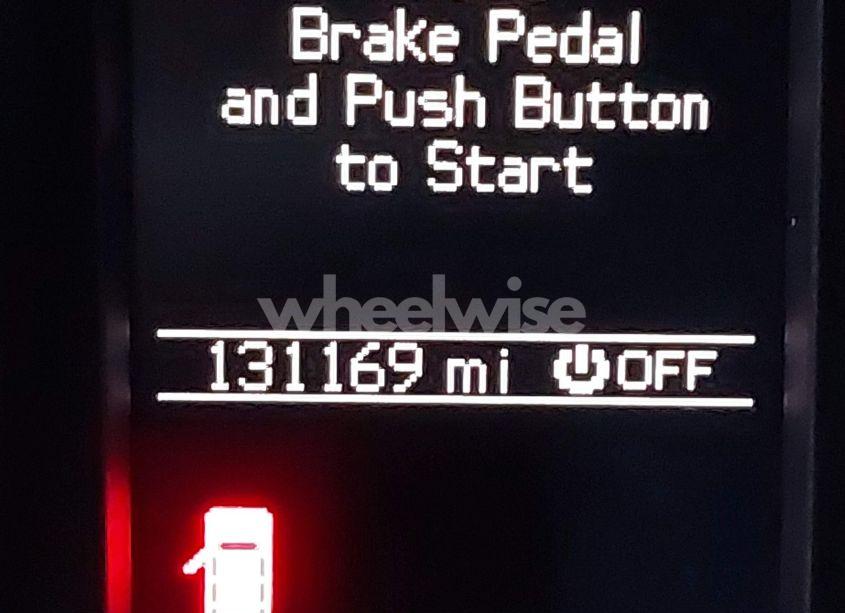 Brake Pedal
and Push Button
to Start
wheelwise
131169 mi OFF